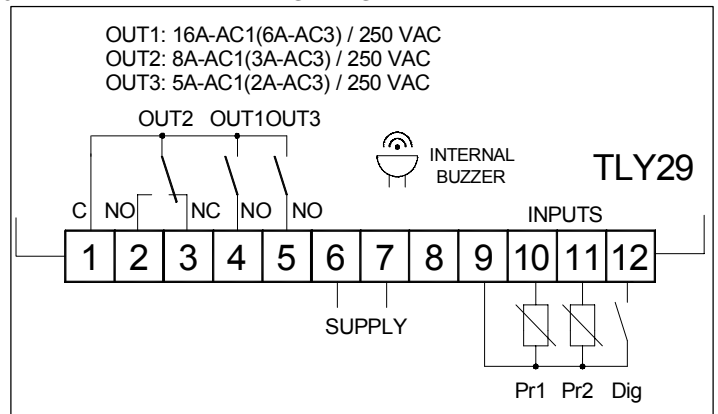 OUT1: 16A-AC1(6A-AC3) / 250 VAC
OUT2: 8A-AC1(3A-AC3) / 250 VAC
OUT3: 5A-AC1(2A-AC3) / 250 VAC
OUT2 OUT1OUT3
INTERNAL
BUZZER
TLY29
C NO NC NO NO
INPUTS
1 2 3 4 5 6 7 8 9 10 11 12
SUPPLY
Pr1 Pr2 Dig